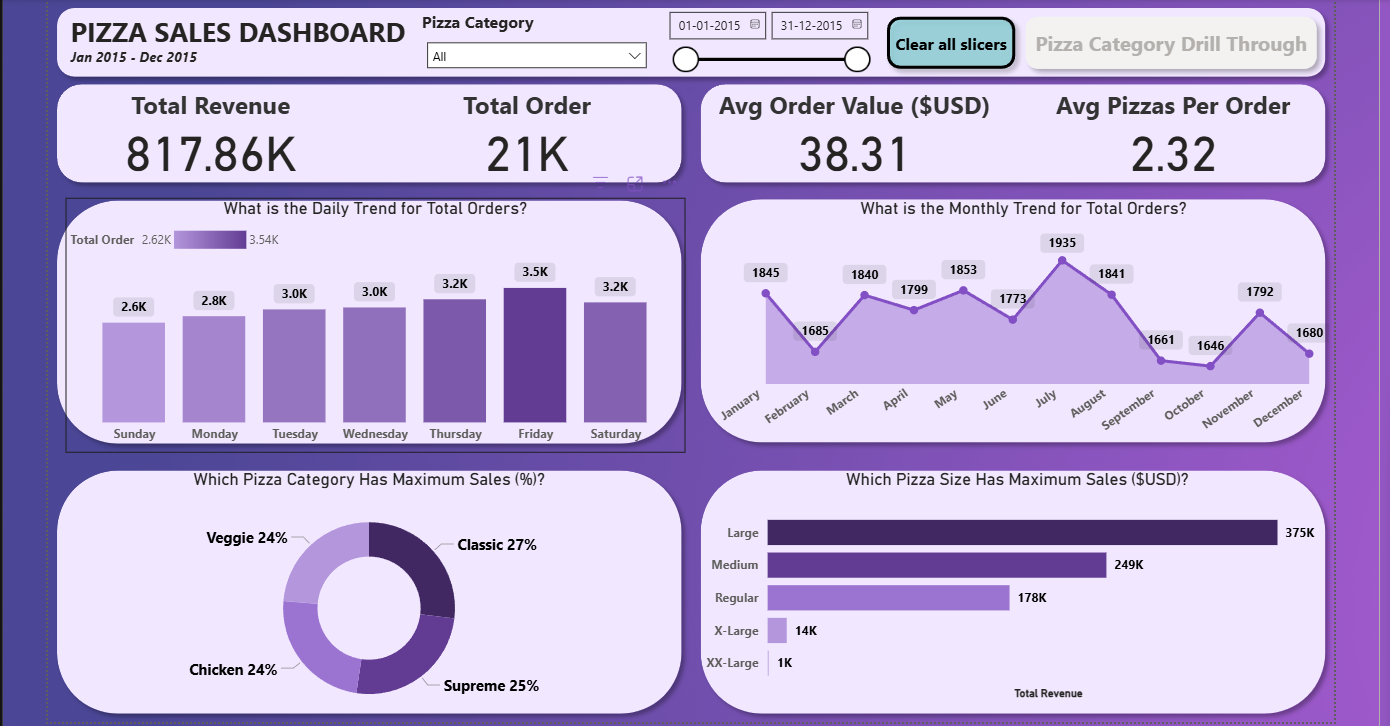 PIZZA SALES DASHBOARD
Jan 2015 - Dec 2015
Pizza Category
All
01-01-2015
31-12-2015
Clear all slicers
Pizza Category Drill Through
Total Revenue
817.86K
Total Order
21K
Avg Order Value ($USD)
38.31
Avg Pizzas Per Order
2.32
What is the Daily Trend for Total Orders?
Total Order 2.62K 3.54K
2.6K 2.8K 3.0K 3.0K 3.2K 3.5K 3.2K
Sunday Monday Tuesday Wednesday Thursday Friday Saturday
What is the Monthly Trend for Total Orders?
1845 1685 1840 1799 1853 1773 1935 1841 1661 1646 1792 1680
January February March April May June July August September October November December
Which Pizza Category Has Maximum Sales (%)?
Veggie 24%
Classic 27%
Chicken 24%
Supreme 25%
Which Pizza Size Has Maximum Sales ($USD)?
Large 375K
Medium 249K
Regular 178K
X-Large 14K
XX-Large 1K
Total Revenue